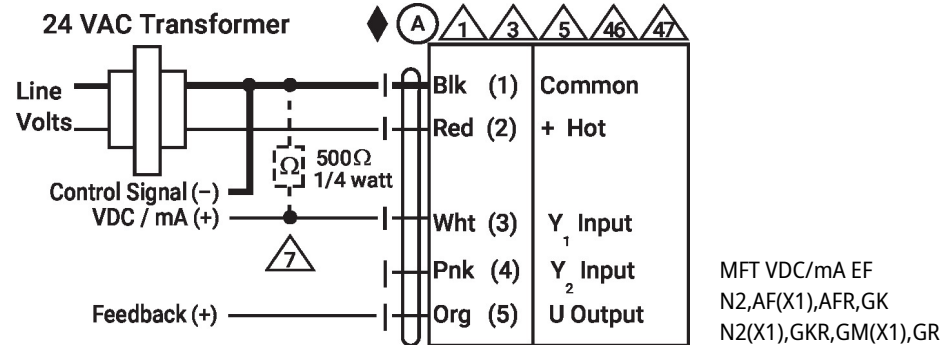 24 VAC Transformer
A 1 3 5 46 47
Line
Volts
Blk (1) Common
Red (2) + Hot
Ω 500Ω
1/4 watt
Control Signal (−)
VDC / mA (+)
Wht (3) Y1 Input
7
Pnk (4) Y2 Input
Feedback (+)
Org (5) U Output
MFT VDC/mA EF
N2,AF(X1),AFR,GK
N2(X1),GKR,GM(X1),GR